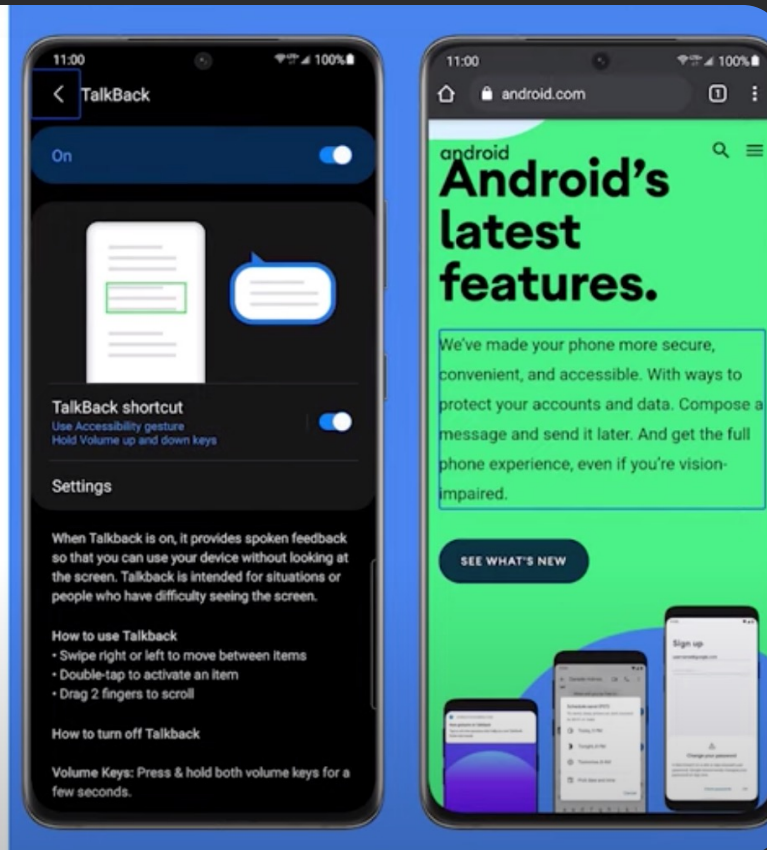 11:00
100%
TalkBack
On
TalkBack shortcut
Use Accessibility gesture
Hold Volume up and down keys
Settings
When Talkback is on, it provides spoken feedback
so that you can use your device without looking at
the screen. Talkback is intended for situations or
people who have difficulty seeing the screen.
How to use Talkback
• Swipe right or left to move between items
• Double-tap to activate an item
• Drag 2 fingers to scroll
How to turn off Talkback
Volume Keys: Press & hold both volume keys for a
few seconds.
11:00
100%
android.com
1
android
Android's
latest
features.
We've made your phone more secure,
convenient, and accessible. With ways to
protect your accounts and data. Compose a
message and send it later. And get the full
phone experience, even if you're vision-
impaired.
SEE WHAT'S NEW
Sign up
Change your password